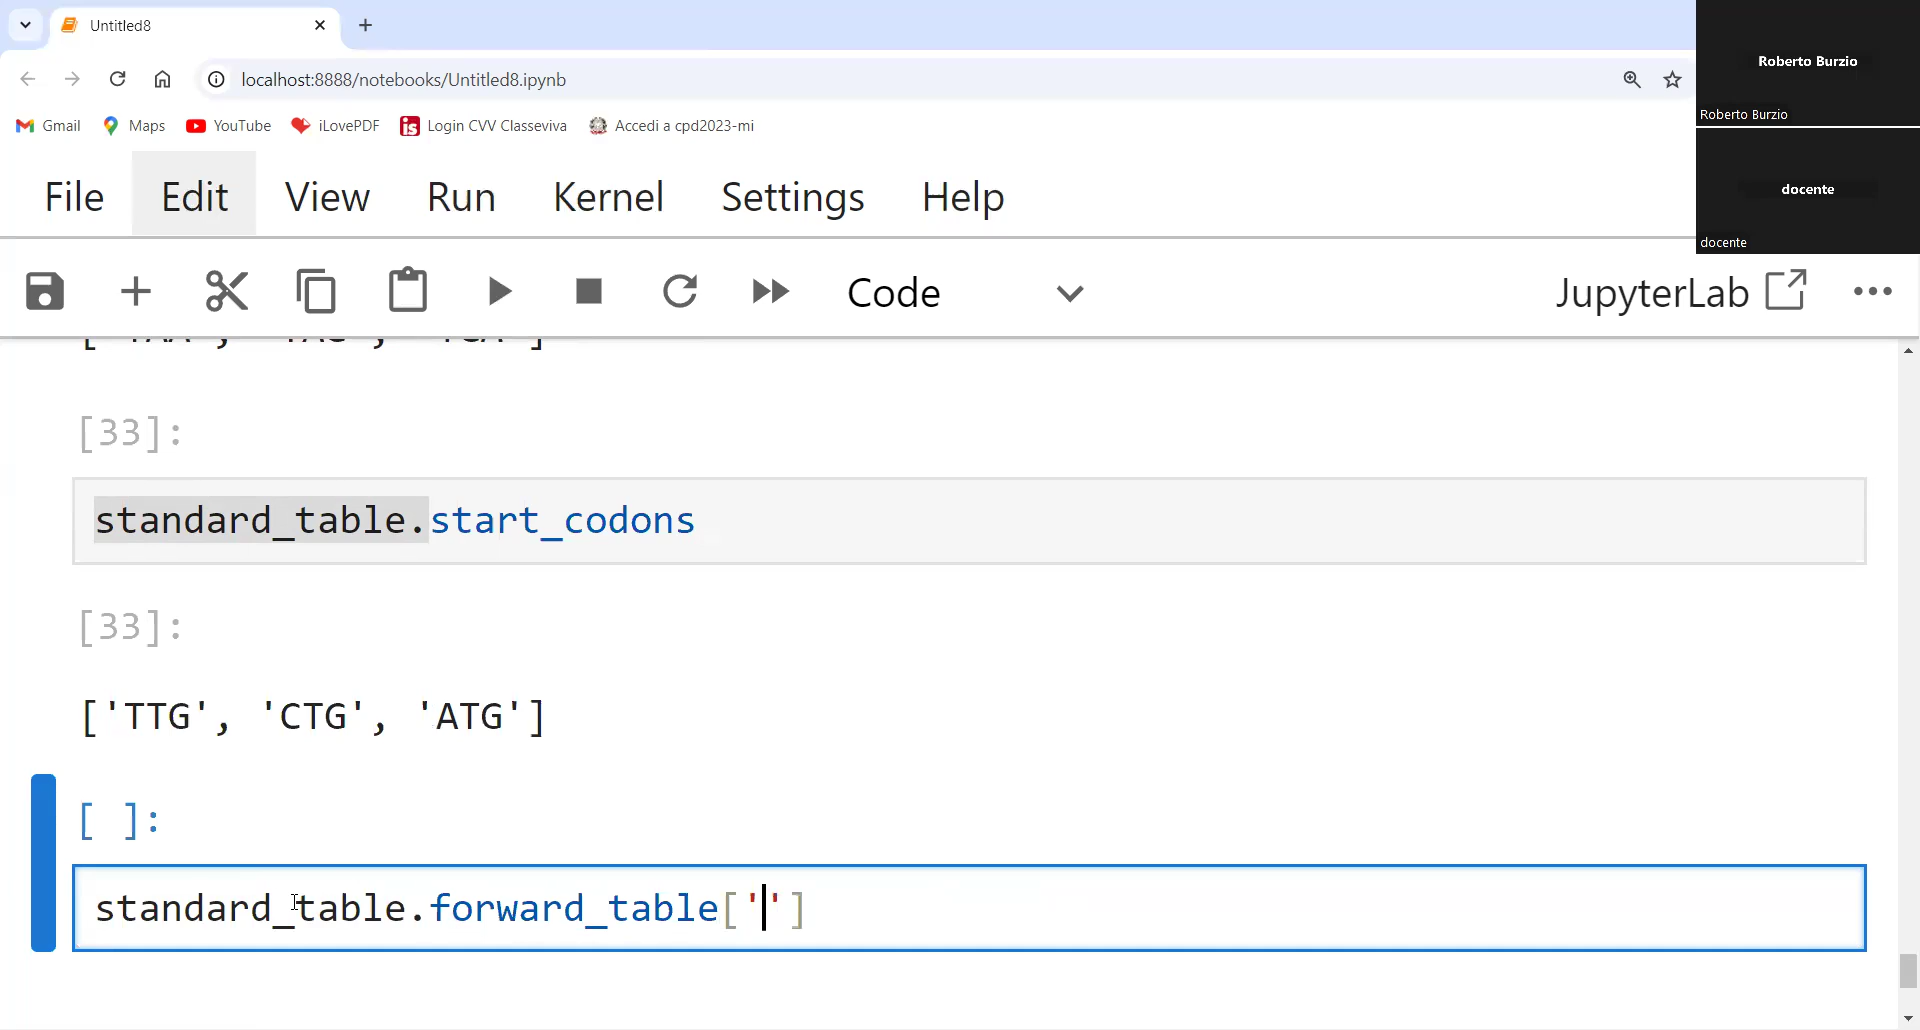 Untitled8
localhost:8888/notebooks/Untitled8.ipynb
Gmail Maps YouTube iLovePDF Login CVV Classeviva Accedi a cpd2023-mi
Roberto Burzio
Roberto Burzio
docente
docente
File Edit View Run Kernel Settings Help
Code JupyterLab
[33]:
standard_table.start_codons
[33]:
['TTG', 'CTG', 'ATG']
[ ]:
standard_table.forward_table['']